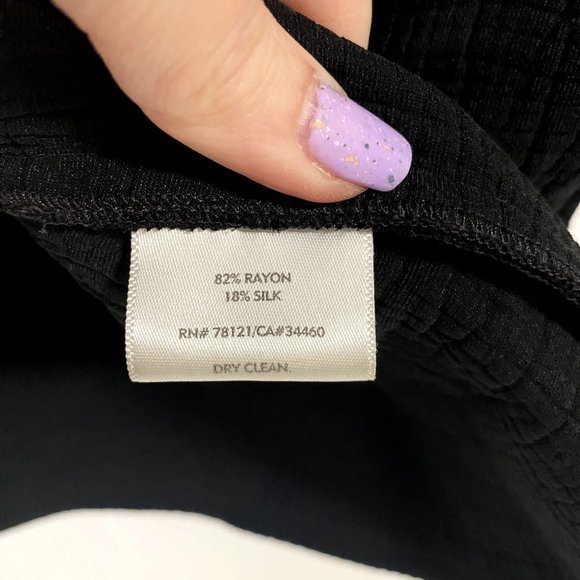 82% RAYON
18% SILK
RN# 78121/CA#34460
DRY CLEAN